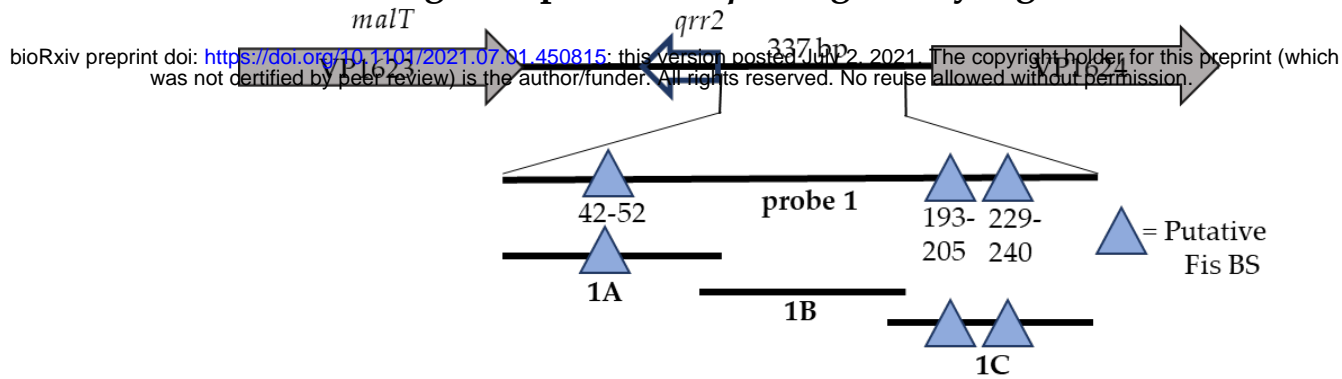 malT
qrr2
337 bp
bioRxiv preprint doi: https://doi.org/10.1101/2021.07.01.450815; this version posted July 2, 2021. The copyright holder for this preprint (which
was not certified by peer review) is the author/funder. All rights reserved. No reuse allowed without permission.
VP1623
VP1624
probe 1
42-52
193-
205
229-
240
= Putative
Fis BS
1A
1B
1C